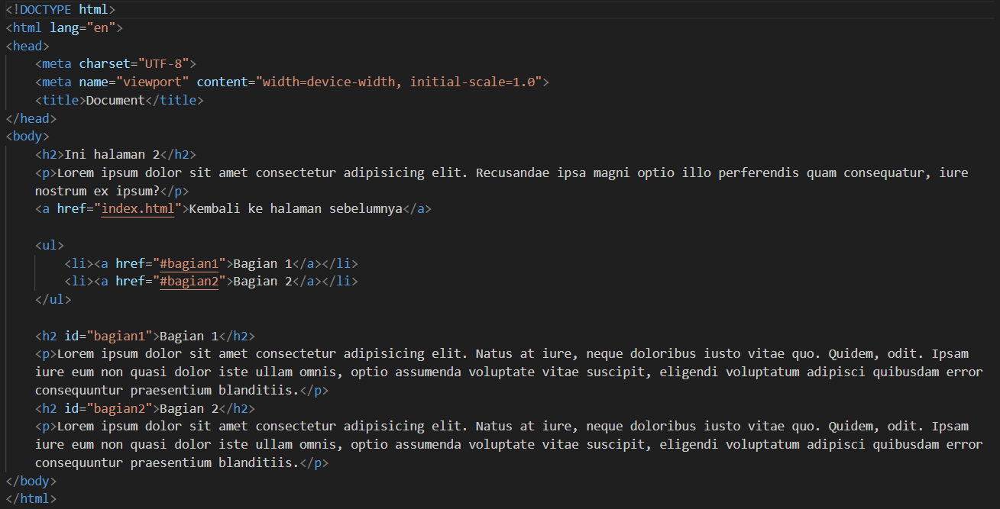 <!DOCTYPE html>
<html lang="en">
<head>
    <meta charset="UTF-8">
    <meta name="viewport" content="width=device-width, initial-scale=1.0">
    <title>Document</title>
</head>
<body>
    <h2>Ini halaman 2</h2>
    <p>Lorem ipsum dolor sit amet consectetur adipisicing elit. Recusandae ipsa magni optio illo perferendis quam consequatur, iure
    nostrum ex ipsum?</p>
    <a href="index.html">Kembali ke halaman sebelumnya</a>

    <ul>
        <li><a href="#bagian1">Bagian 1</a></li>
        <li><a href="#bagian2">Bagian 2</a></li>
    </ul>

    <h2 id="bagian1">Bagian 1</h2>
    <p>Lorem ipsum dolor sit amet consectetur adipisicing elit. Natus at iure, neque doloribus iusto vitae quo. Quidem, odit. Ipsam
    iure eum non quasi dolor iste ullam omnis, optio assumenda voluptate vitae suscipit, eligendi voluptatum adipisci quibusdam error
    consequuntur praesentium blanditiis.</p>
    <h2 id="bagian2">Bagian 2</h2>
    <p>Lorem ipsum dolor sit amet consectetur adipisicing elit. Natus at iure, neque doloribus iusto vitae quo. Quidem, odit. Ipsam
    iure eum non quasi dolor iste ullam omnis, optio assumenda voluptate vitae suscipit, eligendi voluptatum adipisci quibusdam error
    consequuntur praesentium blanditiis.</p>
</body>
</html>